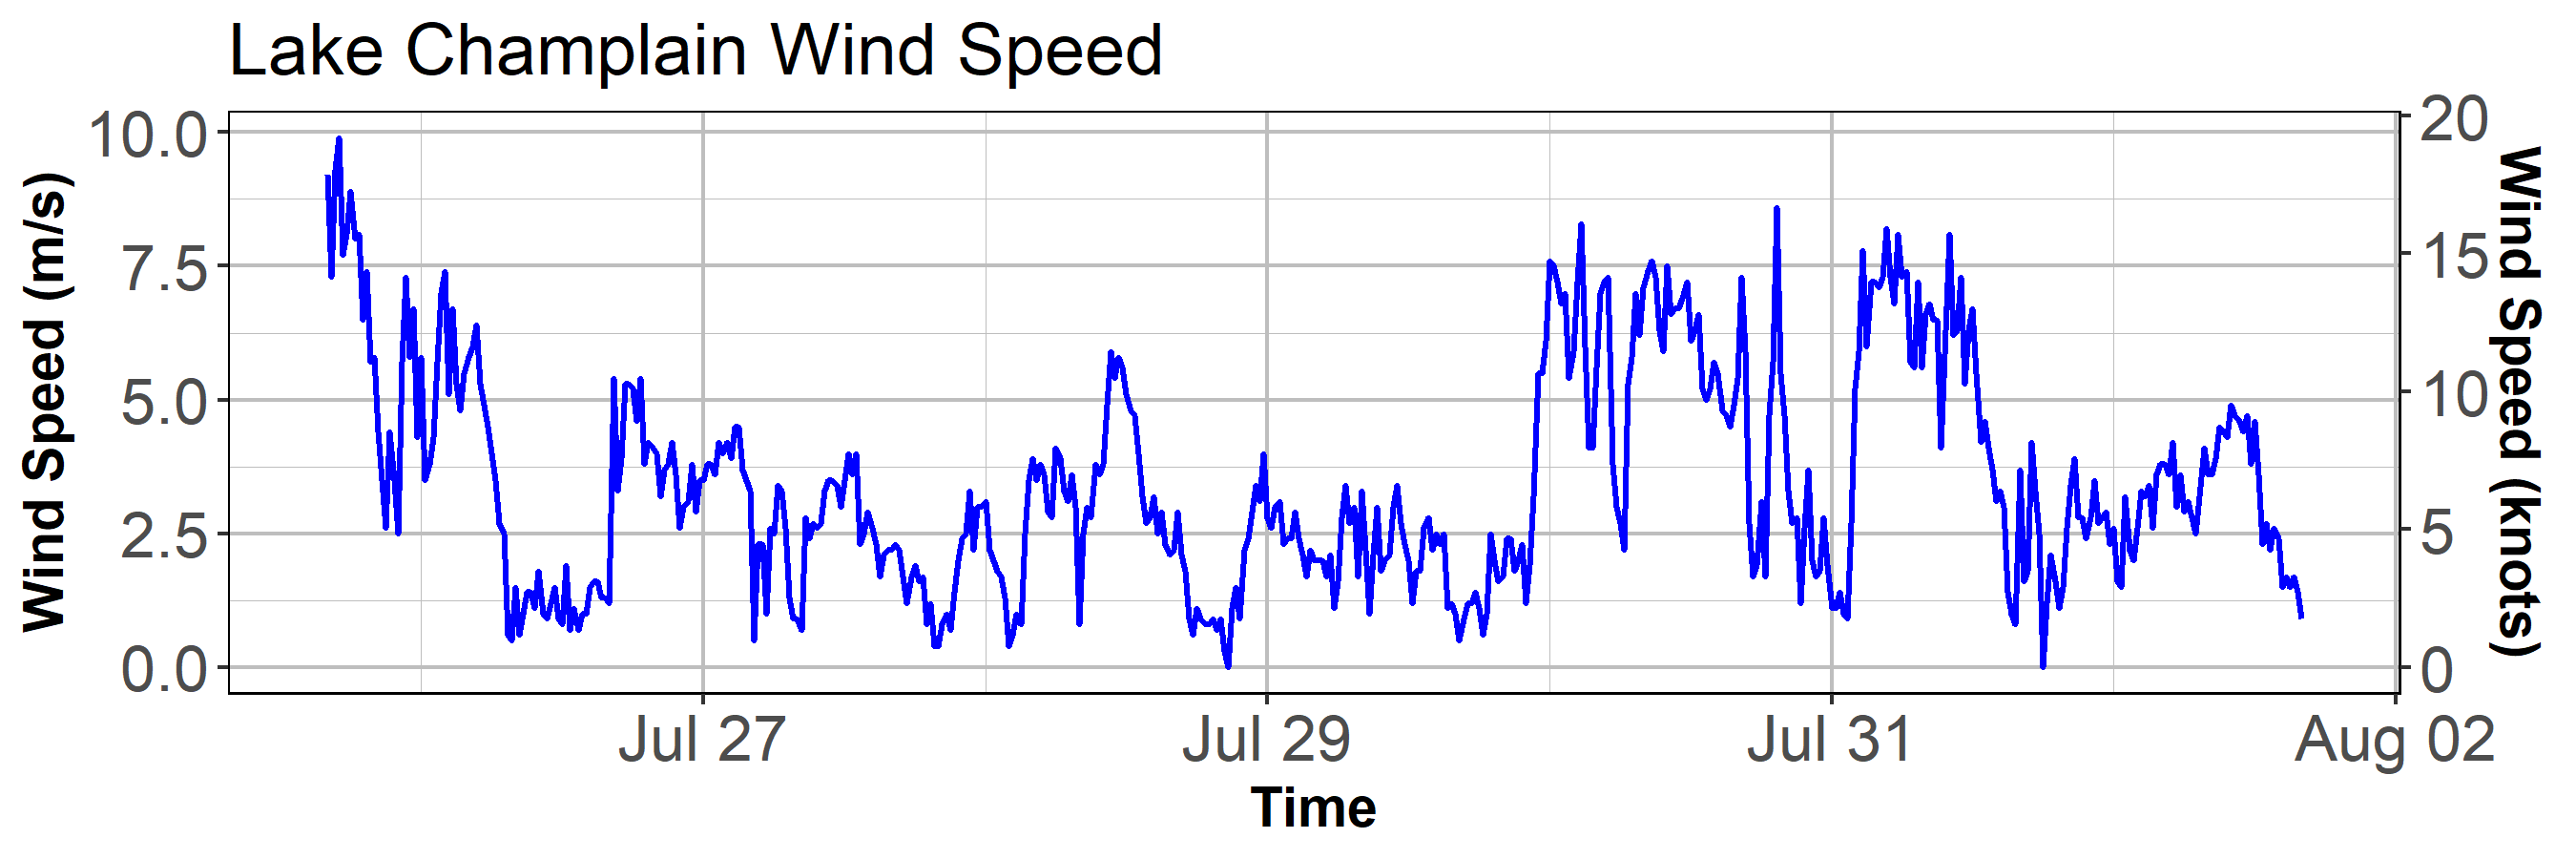 Lake Champlain Wind Speed
Wind Speed (m/s)
10.0
7.5
5.0
2.5
0.0
20
15
10
5
0
Wind Speed (knots)
Jul 27
Jul 29
Jul 31
Aug 02
Time